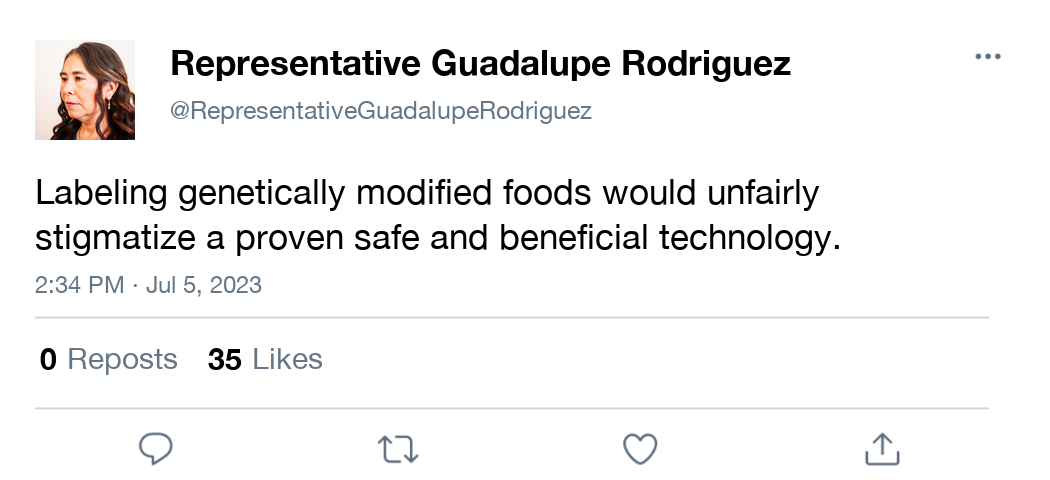 Representative Guadalupe Rodriguez
@RepresentativeGuadalupeRodriguez
Labeling genetically modified foods would unfairly
stigmatize a proven safe and beneficial technology.
2:34 PM · Jul 5, 2023
0 Reposts 35 Likes